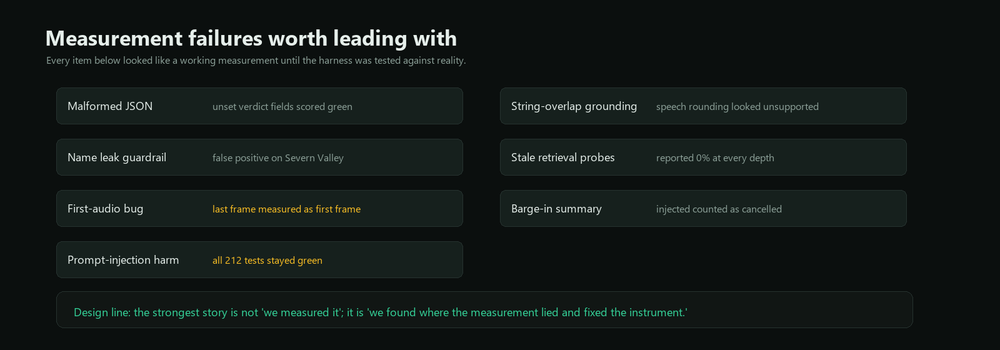 Measurement failures worth leading with
Every item below looked like a working measurement until the harness was tested against reality.
Malformed JSON unset verdict fields scored green
String-overlap grounding speech rounding looked unsupported
Name leak guardrail false positive on Severn Valley
Stale retrieval probes reported 0% at every depth
First-audio bug last frame measured as first frame
Barge-in summary injected counted as cancelled
Prompt-injection harm all 212 tests stayed green
Design line: the strongest story is not 'we measured it'; it is 'we found where the measurement lied and fixed the instrument.'